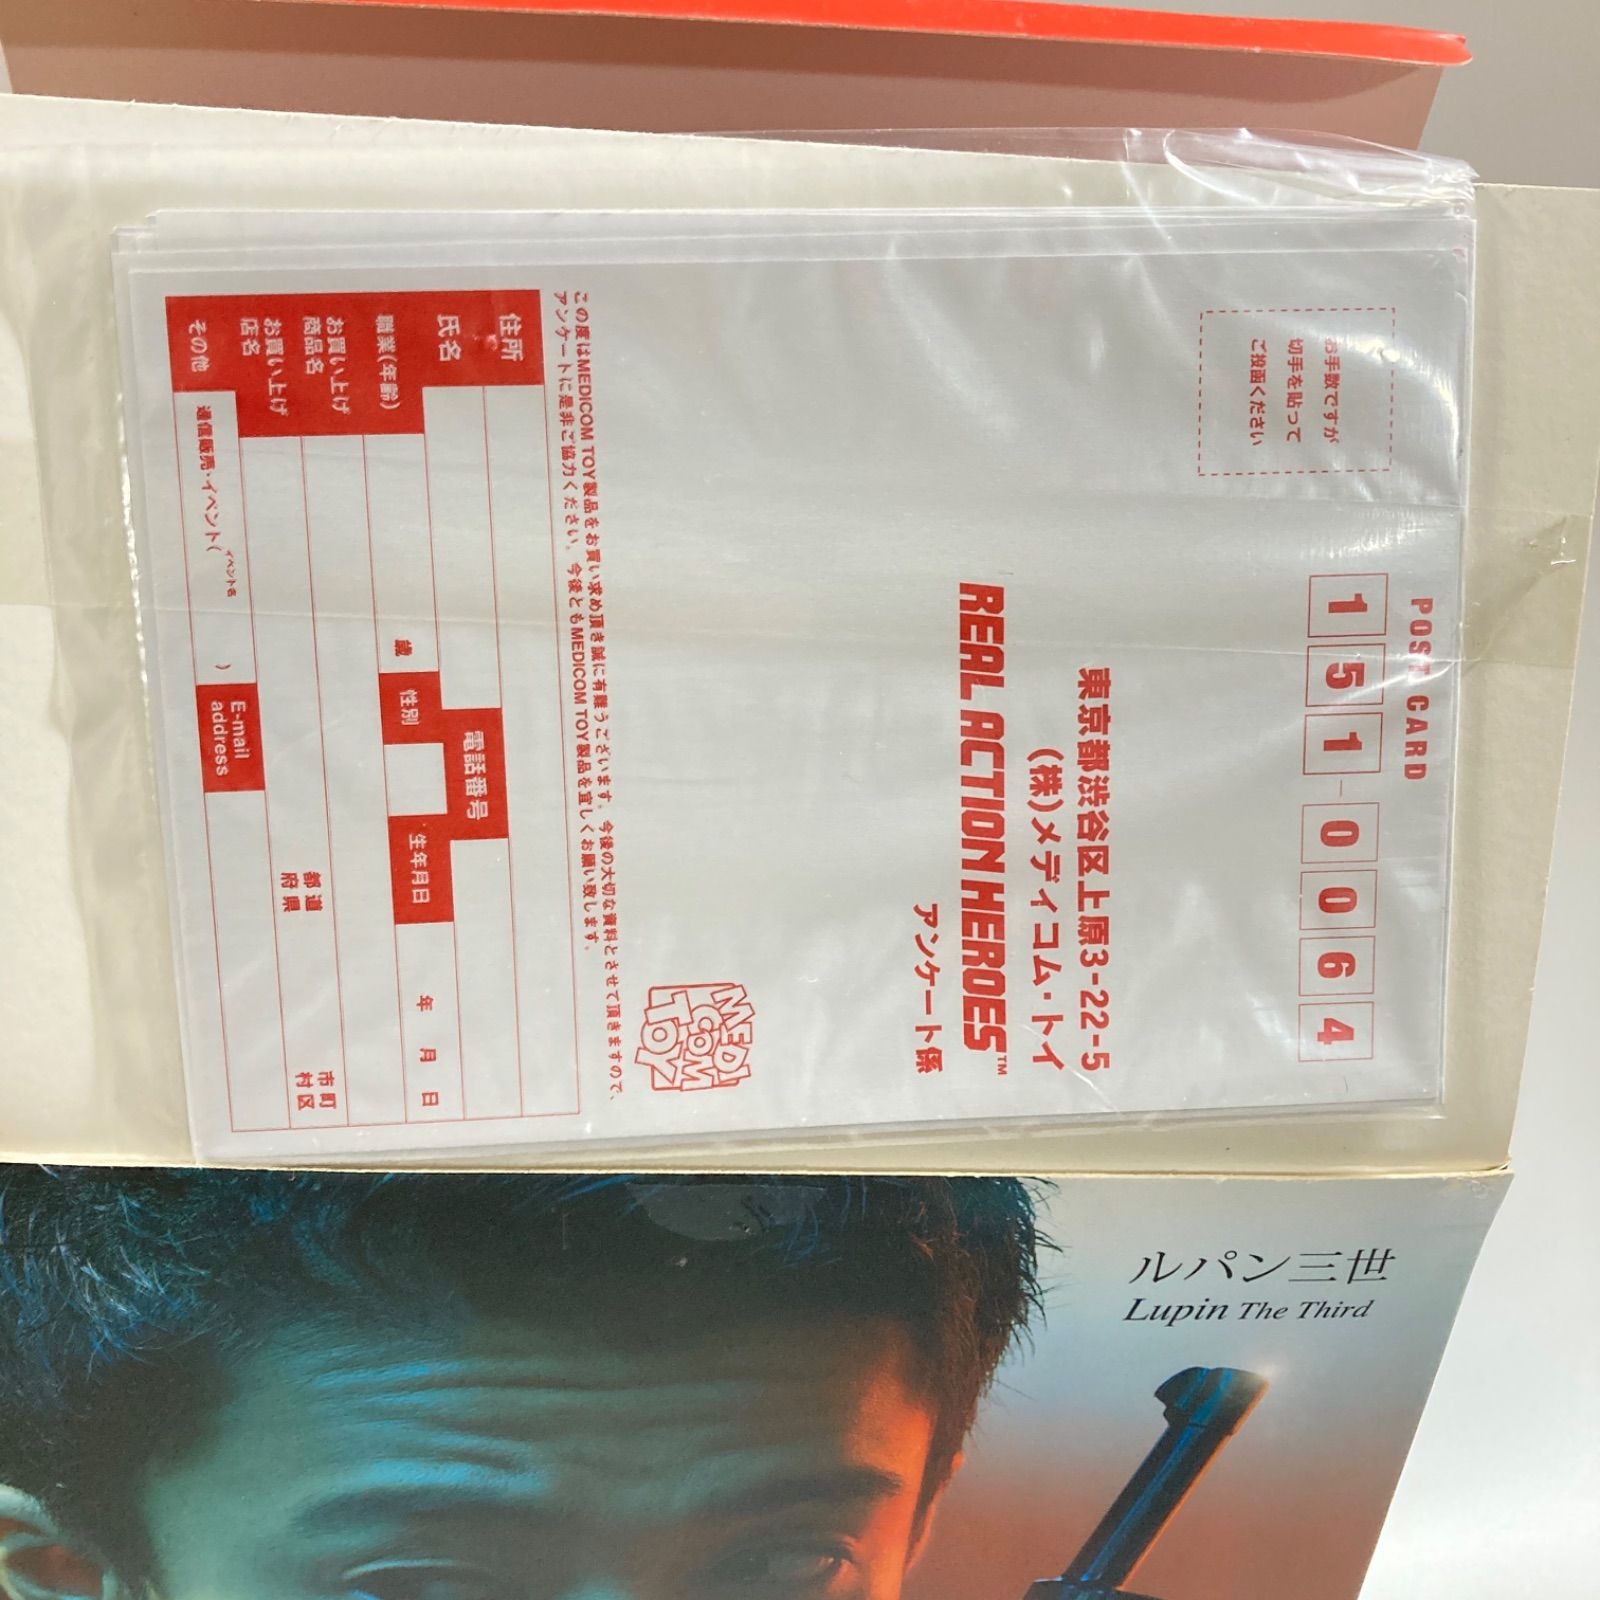 POST CARD
151-0064
お手数ですが
切手を貼って
ご投函ください
東京都渋谷区上原3-22-5
(株)メディコム・トイ
REAL ACTION HEROES™
アンケート係
MEDI
COM
TOY
この度はMEDICOM TOY製品をお買い求め頂き誠に有難うございます。今後の大切な資料とさせて頂きますので、
アンケートに是非ご協力ください。今後ともMEDICOM TOY製品を宜しくお願い致します。
住所
氏名
電話番号
職業(年齢)
歳
性別
生年月日
年 月 日
お買い上げ
商品名
お買い上げ
店名
都道
府県
市町
村区
その他
通信販売・イベント( イベント名 )
E-mail
address
ルパン三世
Lupin The Third